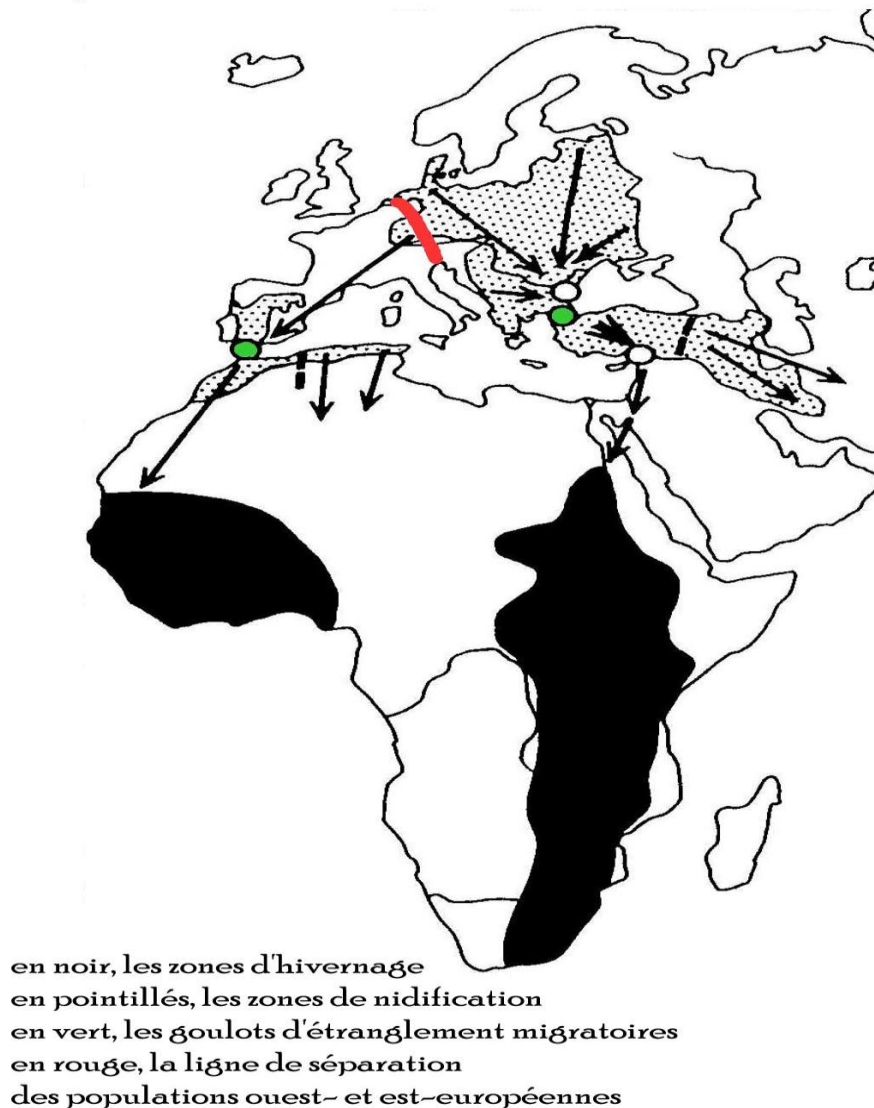 en noir, les zones d'hivernage
en pointillés, les zones de nidification
en vert, les goulots d'étranglement migratoires
en rouge, la ligne de séparation
des populations ouest- et est-européennes